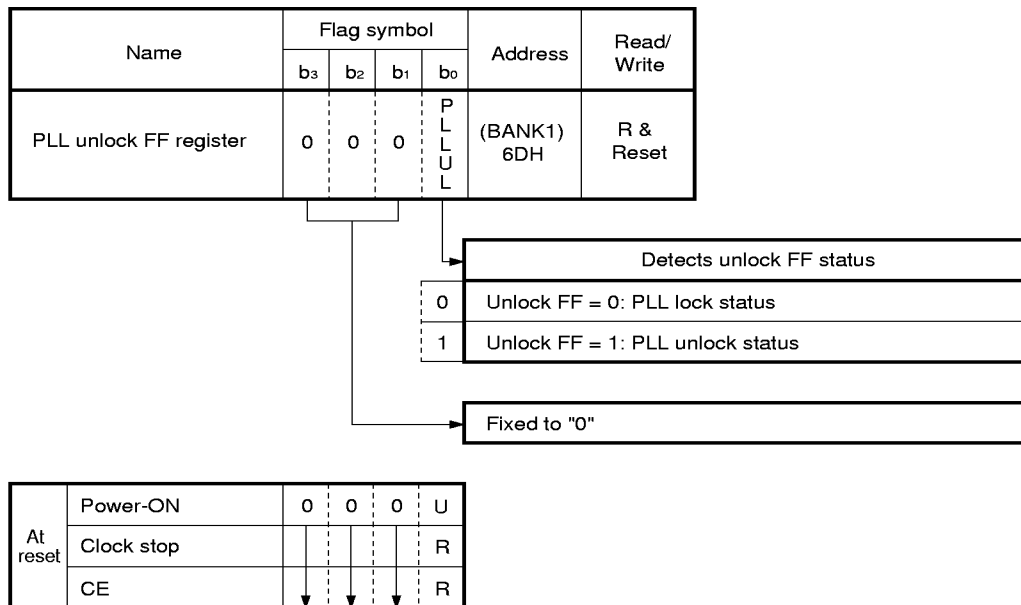 Name
Flag symbol
Address
Read/
Write
b3 b2 b1 b0
PLL unlock FF register
0 0 0
P
L
L
U
L
(BANK1)
6DH
R &
Reset
Detects unlock FF status
0 Unlock FF = 0: PLL lock status
1 Unlock FF = 1: PLL unlock status
Fixed to "0"
At
reset
Power-ON 0 0 0 U
Clock stop R
CE R